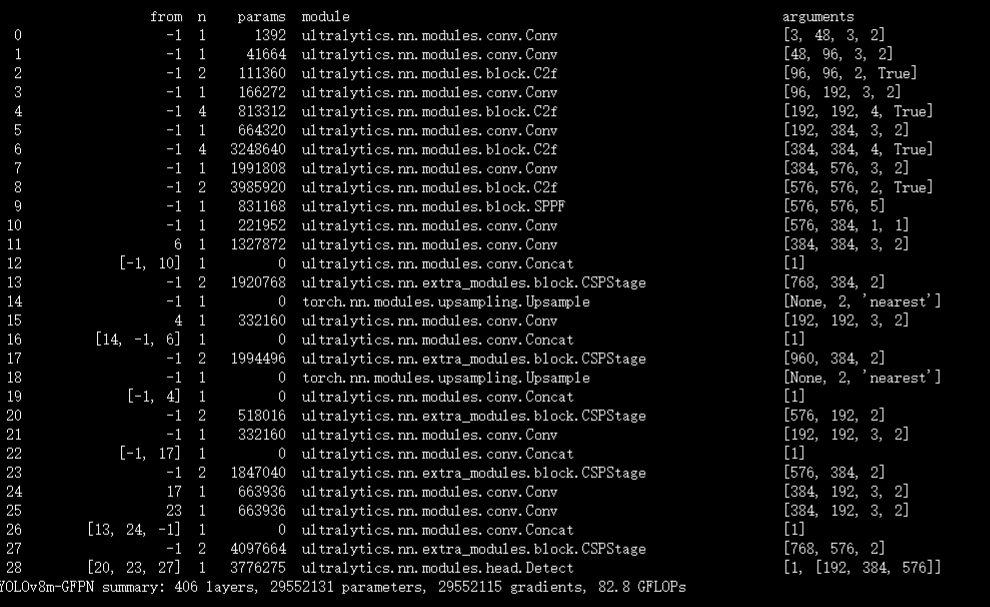 from n params module arguments
0 -1 1 1392 ultralytics.nn.modules.conv.Conv [3, 48, 3, 2]
1 -1 1 41664 ultralytics.nn.modules.conv.Conv [48, 96, 3, 2]
2 -1 2 111360 ultralytics.nn.modules.block.C2f [96, 96, 2, True]
3 -1 1 166272 ultralytics.nn.modules.conv.Conv [96, 192, 3, 2]
4 -1 4 813312 ultralytics.nn.modules.block.C2f [192, 192, 4, True]
5 -1 1 664320 ultralytics.nn.modules.conv.Conv [192, 384, 3, 2]
6 -1 4 3248640 ultralytics.nn.modules.block.C2f [384, 384, 4, True]
7 -1 1 1991808 ultralytics.nn.modules.conv.Conv [384, 576, 3, 2]
8 -1 2 3985920 ultralytics.nn.modules.block.C2f [576, 576, 2, True]
9 -1 1 831168 ultralytics.nn.modules.block.SPPF [576, 576, 5]
10 -1 1 221952 ultralytics.nn.modules.conv.Conv [576, 384, 1, 1]
11 6 1 1327872 ultralytics.nn.modules.conv.Conv [384, 384, 3, 2]
12 [-1, 10] 1 0 ultralytics.nn.modules.conv.Concat [1]
13 -1 2 1920768 ultralytics.nn.extra_modules.block.CSPStage [768, 384, 2]
14 -1 1 0 torch.nn.modules.upsampling.Upsample [None, 2, 'nearest']
15 4 1 332160 ultralytics.nn.modules.conv.Conv [192, 192, 3, 2]
16 [14, -1, 6] 1 0 ultralytics.nn.modules.conv.Concat [1]
17 -1 2 1994496 ultralytics.nn.extra_modules.block.CSPStage [960, 384, 2]
18 -1 1 0 torch.nn.modules.upsampling.Upsample [None, 2, 'nearest']
19 [-1, 4] 1 0 ultralytics.nn.modules.conv.Concat [1]
20 -1 2 518016 ultralytics.nn.extra_modules.block.CSPStage [576, 192, 2]
21 -1 1 332160 ultralytics.nn.modules.conv.Conv [192, 192, 3, 2]
22 [-1, 17] 1 0 ultralytics.nn.modules.conv.Concat [1]
23 -1 2 1847040 ultralytics.nn.extra_modules.block.CSPStage [576, 384, 2]
24 17 1 663936 ultralytics.nn.modules.conv.Conv [384, 192, 3, 2]
25 23 1 663936 ultralytics.nn.modules.conv.Conv [384, 192, 3, 2]
26 [13, 24, -1] 1 0 ultralytics.nn.modules.conv.Concat [1]
27 -1 2 4097664 ultralytics.nn.extra_modules.block.CSPStage [768, 576, 2]
28 [20, 23, 27] 1 3776275 ultralytics.nn.modules.head.Detect [1, [192, 384, 576]]
YOLOv8m-GFPN summary: 406 layers, 29552131 parameters, 29552115 gradients, 82.8 GFLOPs